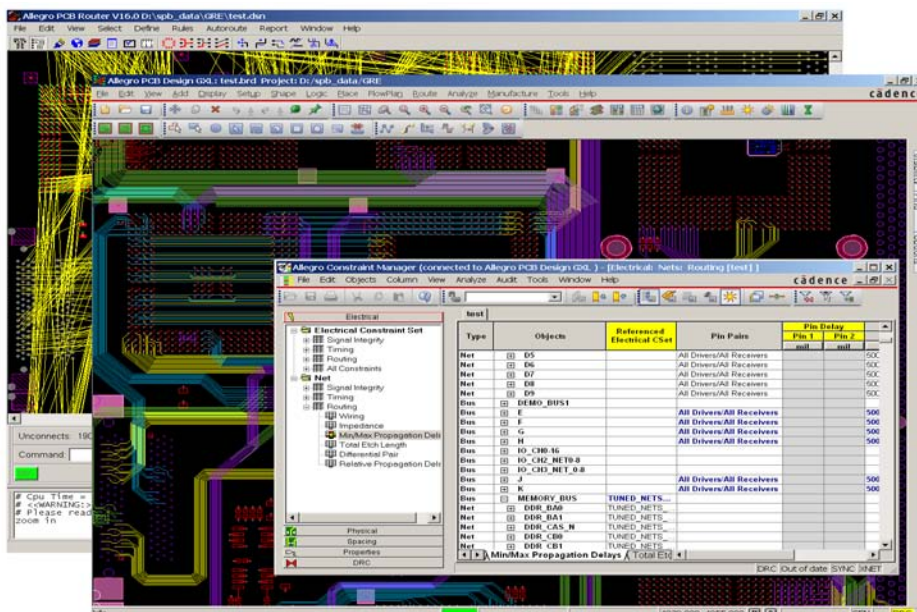 Allegro PCB Router V16.0 D:\spb_data\GRE\test.dsn
File Edit View Select Define Rules Autoroute Report Window Help
Allegro PCB Design GXL: test.brd Project: D:/spb_data/GRE
File Edit View Add Display Setup Shape Logic Place FlowPlan Route Analyze Manufacture Tools Help
cādence
Allegro Constraint Manager (connected to Allegro PCB Design GXL ) - [Electrical: Nets: Routing [test] ]
File Edit Objects Column View Analyze Audit Tools Window Help
cādence
Electrical
Electrical Constraint Set
Signal Integrity
Timing
Routing
All Constraints
Net
Signal Integrity
Timing
Routing
Wiring
Impedance
Min/Max Propagation Del
Total Etch Length
Differential Pair
Relative Propagation Dela
Physical
Spacing
Properties
DRC
test
Type Objects Referenced Electrical CSet Pin Pairs Pin Delay
Pin 1 Pin 2
mil mil
Net D5 All Drivers/All Receivers 500
Net D6 All Drivers/All Receivers 500
Net D7 All Drivers/All Receivers 500
Net D8 All Drivers/All Receivers 500
Net D9 All Drivers/All Receivers 500
Bus DEMO_BUS1
Bus E All Drivers/All Receivers 500
Bus F All Drivers/All Receivers 500
Bus G All Drivers/All Receivers 500
Bus H All Drivers/All Receivers 500
Bus IO_CH0-16
Bus IO_CH2_NET0-8
Bus IO_CH3_NET_0-8
Bus J All Drivers/All Receivers 500
Bus K All Drivers/All Receivers 500
Bus MEMORY_BUS TUNED_NETS...
Net DDR_BA0 TUNED_NETS_
Net DDR_BA1 TUNED_NETS_
Net DDR_CAS_N TUNED_NETS_
Net DDR_CB0 TUNED_NETS_
Net DDR_CB1 TUNED_NETS_
Min/Max Propagation Delays Total Etc
DRC Out of date SYNC XNET
Unconnects: 190
Command:
# Cpu Time =
# <<WARNING:>
# Please read
zoom in